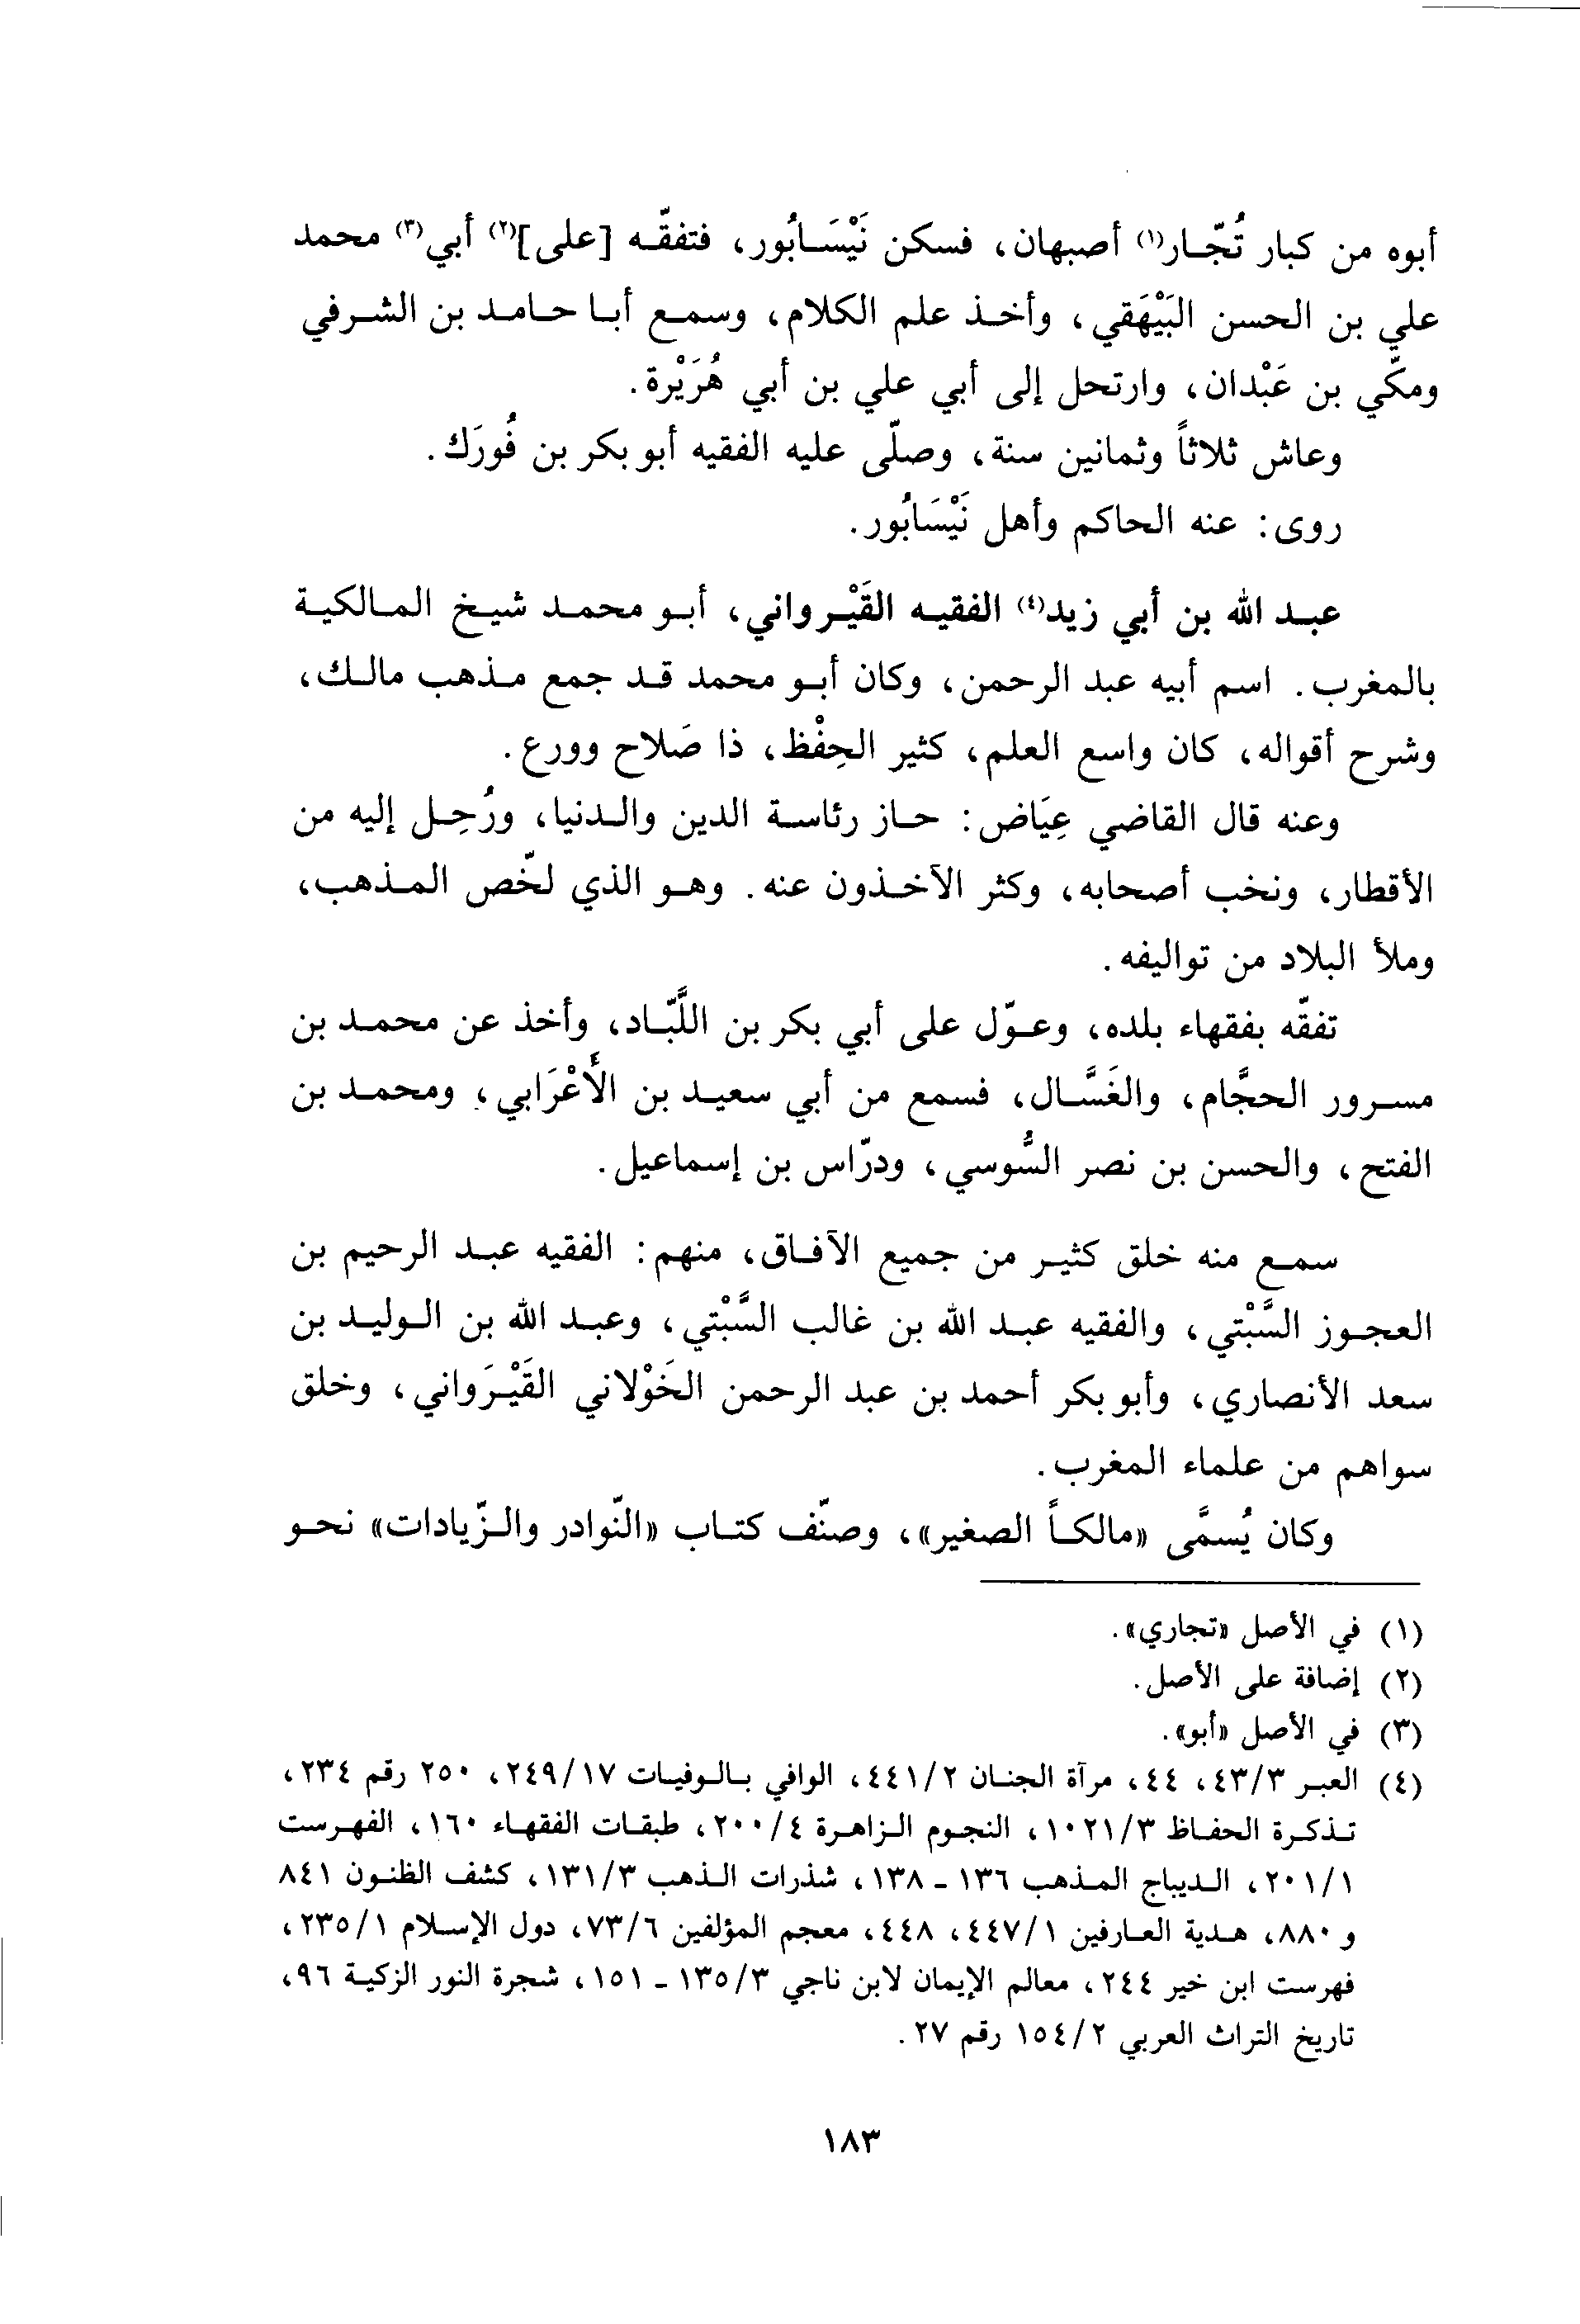 أبوه من كبار تُجّار(١) أصبهان، فسكن نَيْسَابُور، فتفقّه [على](٢) أبي(٣) محمد
علي بن الحسن البَيْهَقي، وأخذ علم الكلام، وسمع أبا حامد بن الشرفي
ومكّي بن عَبْدان، وارتحل إلى أبي علي بن أبي هُرَيْرة.
وعاش ثلاثاً وثمانين سنة، وصلّى عليه الفقيه أبو بكر بن فُورَك.
روى: عنه الحاكم وأهل نَيْسَابُور.
عبد الله بن أبي زيد(٤) الفقيه القَيْرواني، أبو محمد شيخ المالكية
بالمغرب. اسم أبيه عبد الرحمن، وكان أبو محمد قد جمع مذهب مالك،
وشرح أقواله، كان واسع العلم، كثير الحِفْظ، ذا صَلاح وورع.
وعنه قال القاضي عِيَاض: حاز رئاسة الدين والدنيا، ورُحِل إليه من
الأقطار، ونخب أصحابه، وكثر الآخذون عنه. وهو الذي لخّص المذهب،
وملأ البلاد من تواليفه.
تفقّه بفقهاء بلده، وعوّل على أبي بكر بن اللَّبّاد، وأخذ عن محمد بن
مسرور الحجَّام، والغَسَّال، فسمع من أبي سعيد بن الأَعْرَابي، ومحمد بن
الفتح، والحسن بن نصر السُّوسي، ودرّاس بن إسماعيل.
سمع منه خلق كثير من جميع الآفاق، منهم: الفقيه عبد الرحيم بن
العجوز السَّبْتي، والفقيه عبد الله بن غالب السَّبْتي، وعبد الله بن الوليد بن
سعد الأنصاري، وأبو بكر أحمد بن عبد الرحمن الخَوْلاني القَيْرَواني، وخلق
سواهم من علماء المغرب.
وكان يُسمَّى «مالكاً الصغير»، وصنّف كتاب «النّوادر والزّيادات» نحو
(١) في الأصل «تجاري».
(٢) إضافة على الأصل.
(٣) في الأصل «أبو».
(٤) العبر ٤٣/٣، ٤٤، مرآة الجنان ٤٤١/٢، الوافي بالوفيات ٢٤٩/١٧، ٢٥٠ رقم ٢٣٤،
تذكرة الحفاظ ١٠٢١/٣، النجوم الزاهرة ٢٠٠/٤، طبقات الفقهاء ١٦٠، الفهرست
٢٠١/١، الديباج المذهب ١٣٦ - ١٣٨، شذرات الذهب ١٣١/٣، كشف الظنون ٨٤١
و ٨٨٠، هدية العارفين ٤٤٧/١، ٤٤٨، معجم المؤلفين ٧٣/٦، دول الإسلام ٢٣٥/١،
فهرست ابن خير ٢٤٤، معالم الإيمان لابن ناجي ١٣٥/٣ - ١٥١، شجرة النور الزكية ٩٦،
تاريخ التراث العربي ١٥٤/٢ رقم ٢٧.
١٨٣